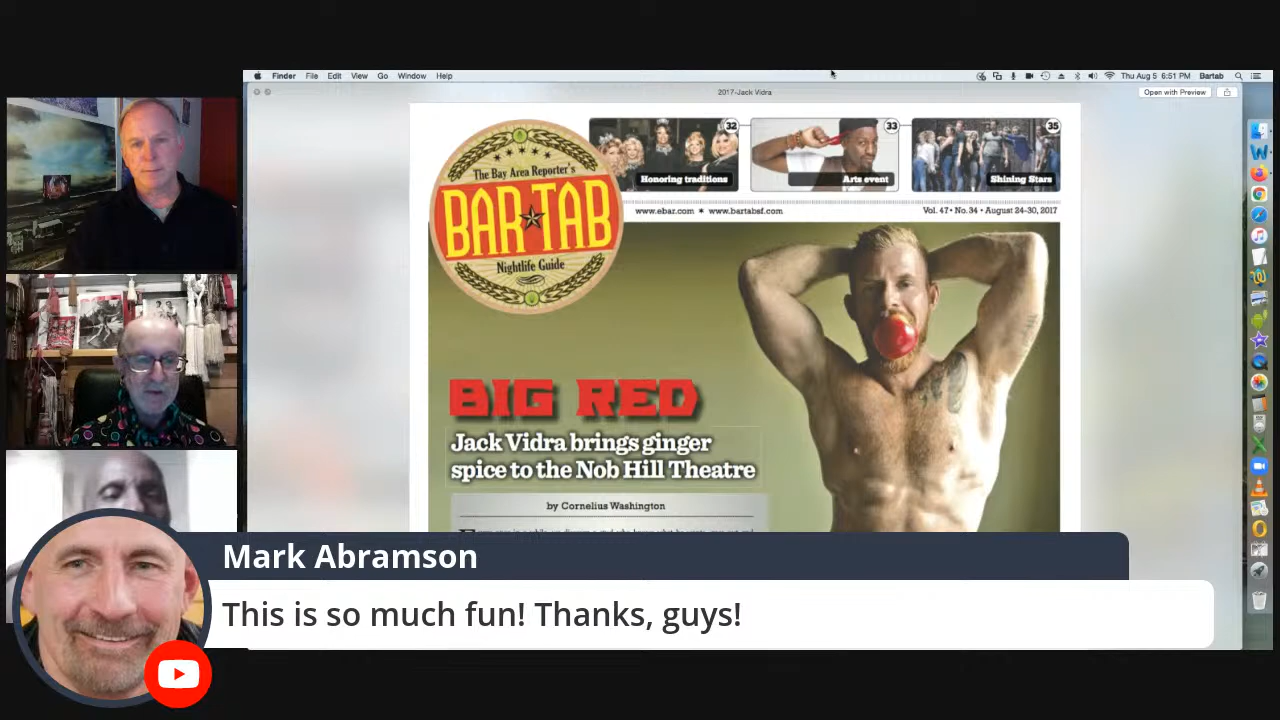 Finder File Edit View Go Window Help
Thu Aug 5 6:51 PM Bartab
2017-Jack Vidra
Open with Preview
The Bay Area Reporter's
BAR TAB
Nightlife Guide
32
Honoring traditions
33
Arts event
35
Shining Stars
www.ebar.com ✶ www.bartabsf.com
Vol. 47 • No. 34 • August 24-30, 2017
BIG RED
Jack Vidra brings ginger
spice to the Nob Hill Theatre
by Cornelius Washington
Mark Abramson
This is so much fun! Thanks, guys!